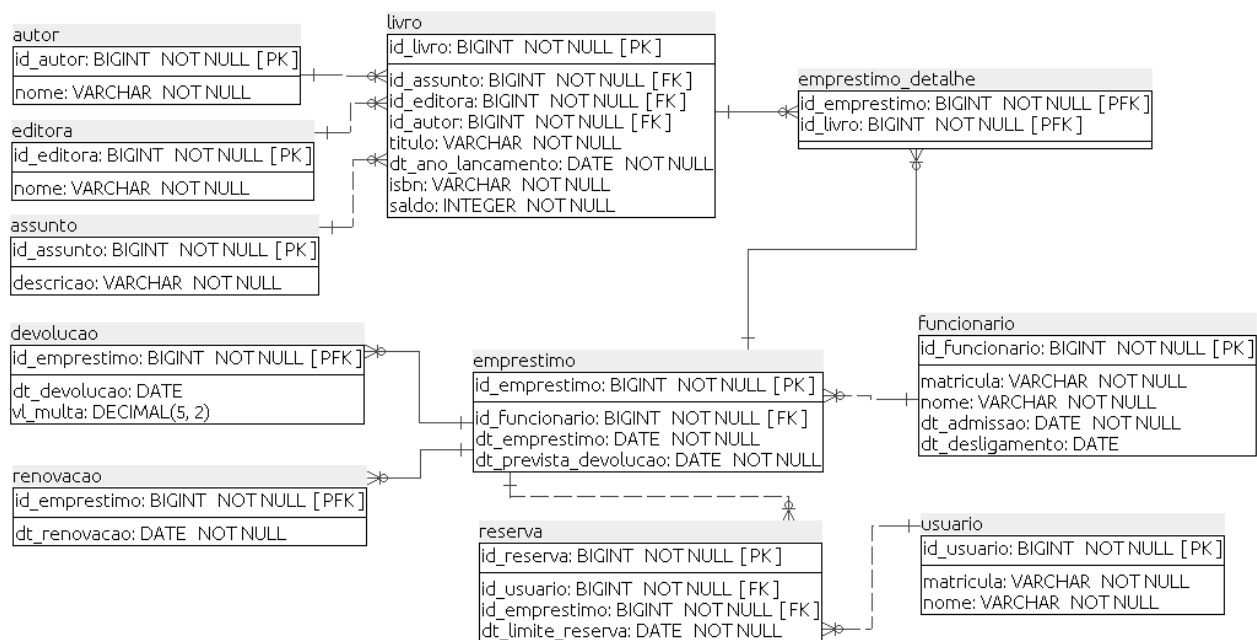 autor
id_autor: BIGINT NOT NULL [PK]
nome: VARCHAR NOT NULL
editora
id_editora: BIGINT NOT NULL [PK]
nome: VARCHAR NOT NULL
assunto
id_assunto: BIGINT NOT NULL [PK]
descricao: VARCHAR NOT NULL
livro
id_livro: BIGINT NOT NULL [PK]
id_assunto: BIGINT NOT NULL [FK]
id_editora: BIGINT NOT NULL [FK]
id_autor: BIGINT NOT NULL [FK]
titulo: VARCHAR NOT NULL
dt_ano_lancamento: DATE NOT NULL
isbn: VARCHAR NOT NULL
saldo: INTEGER NOT NULL
emprestimo_detalhe
id_emprestimo: BIGINT NOT NULL [PFK]
id_livro: BIGINT NOT NULL [PFK]
devolucao
id_emprestimo: BIGINT NOT NULL [PFK]
dt_devolucao: DATE
vl_multa: DECIMAL(5, 2)
renovacao
id_emprestimo: BIGINT NOT NULL [PFK]
dt_renovacao: DATE NOT NULL
emprestimo
id_emprestimo: BIGINT NOT NULL [PK]
id_funcionario: BIGINT NOT NULL [FK]
dt_emprestimo: DATE NOT NULL
dt_prevista_devolucao: DATE NOT NULL
funcionario
id_funcionario: BIGINT NOT NULL [PK]
matricula: VARCHAR NOT NULL
nome: VARCHAR NOT NULL
dt_admissao: DATE NOT NULL
dt_desligamento: DATE
reserva
id_reserva: BIGINT NOT NULL [PK]
id_usuario: BIGINT NOT NULL [FK]
id_emprestimo: BIGINT NOT NULL [FK]
dt_limite_reserva: DATE NOT NULL
usuario
id_usuario: BIGINT NOT NULL [PK]
matricula: VARCHAR NOT NULL
nome: VARCHAR NOT NULL